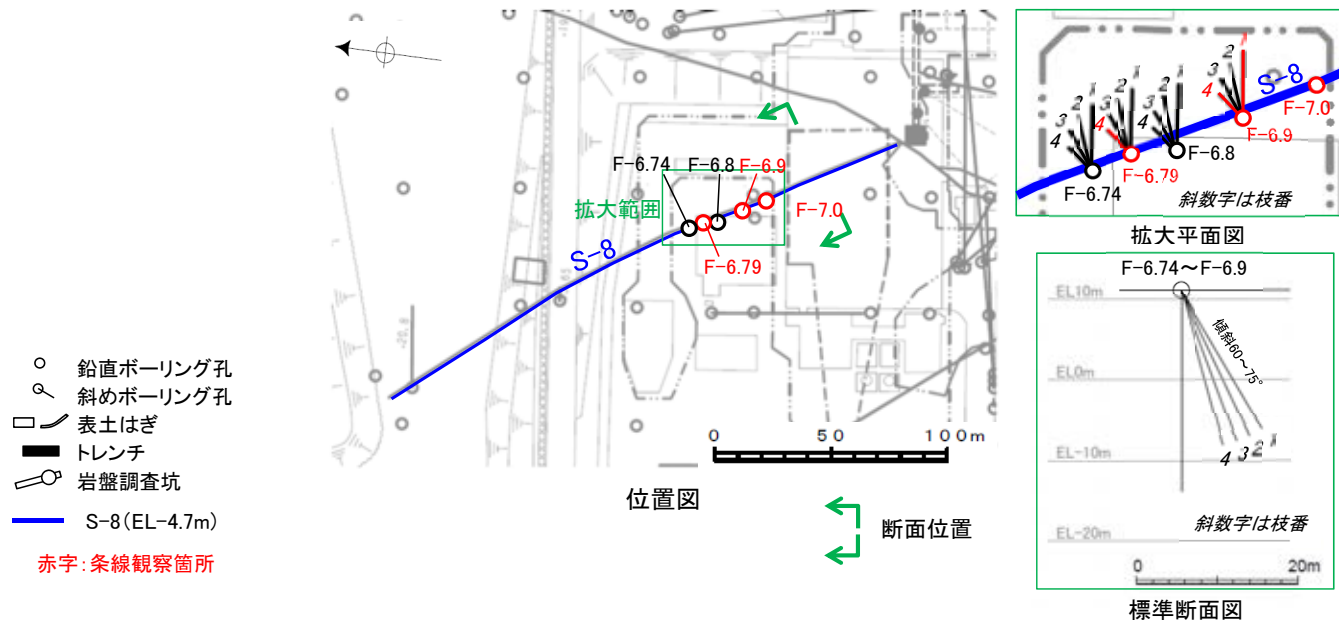 鉛直ボーリング孔
斜めボーリング孔
表土はぎ
トレンチ
岩盤調査坑
S-8(EL-4.7m)
赤字:条線観察箇所
F-6.74
F-6.8
F-6.9
拡大範囲
F-7.0
S-8
F-6.79
0 50 100m
位置図
断面位置
4 3 2 1
4 3 2 1
4 3 2 1
4 3 2 1
S-8
F-7.0
F-6.9
F-6.8
F-6.79
F-6.74
斜数字は枝番
拡大平面図
F-6.74~F-6.9
EL10m
傾斜60~75°
EL0m
EL-10m
4 3 2 1
斜数字は枝番
EL-20m
0 20m
標準断面図